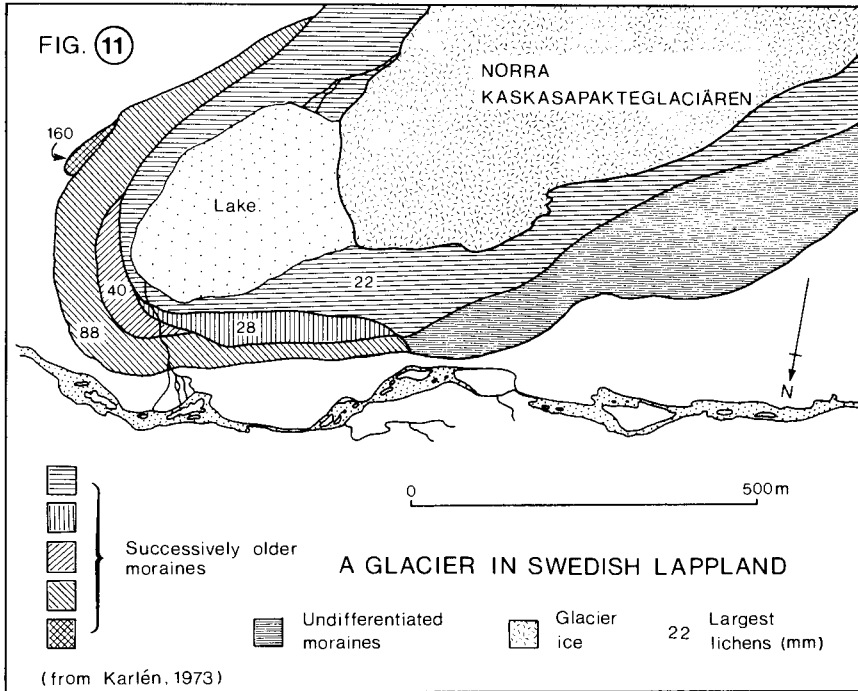 FIG. 11
NORRA
KASKASAPAKTEGLACIÄREN
160
Lake
22
40
28
88
N
0 500m
Successively older
moraines
A GLACIER IN SWEDISH LAPPLAND
Undifferentiated
moraines
Glacier
ice
22 Largest
lichens (mm)
(from Karlén, 1973)